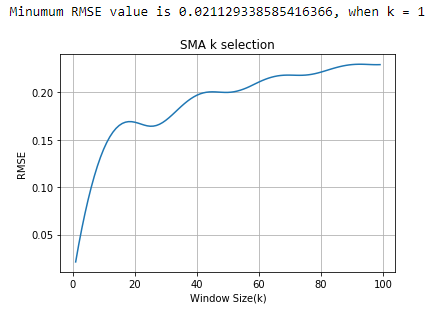 Minumum RMSE value is 0.021129338585416366, when k = 1
SMA k selection
RMSE
0.20
0.15
0.10
0.05
0 20 40 60 80 100
Window Size(k)